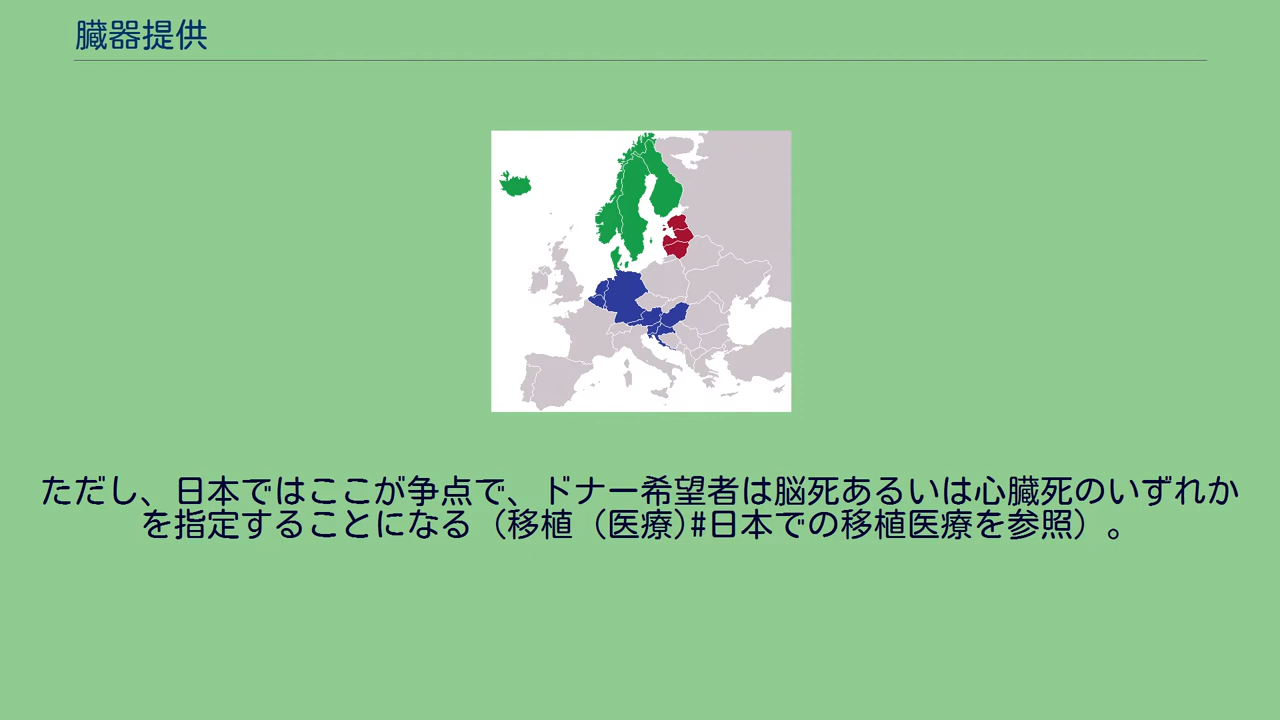 臓器提供
ただし、日本ではここが争点で、ドナー希望者は脳死あるいは心臓死のいずれか
を指定することになる（移植（医療)#日本での移植医療を参照）。